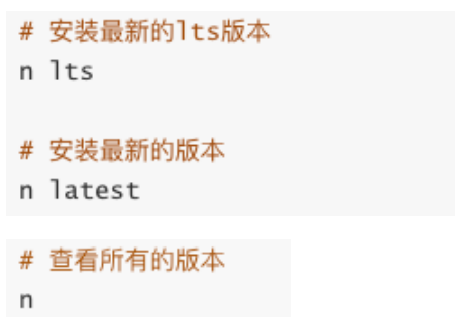 # 安装最新的lts版本
n lts
# 安装最新的版本
n latest
# 查看所有的版本
n